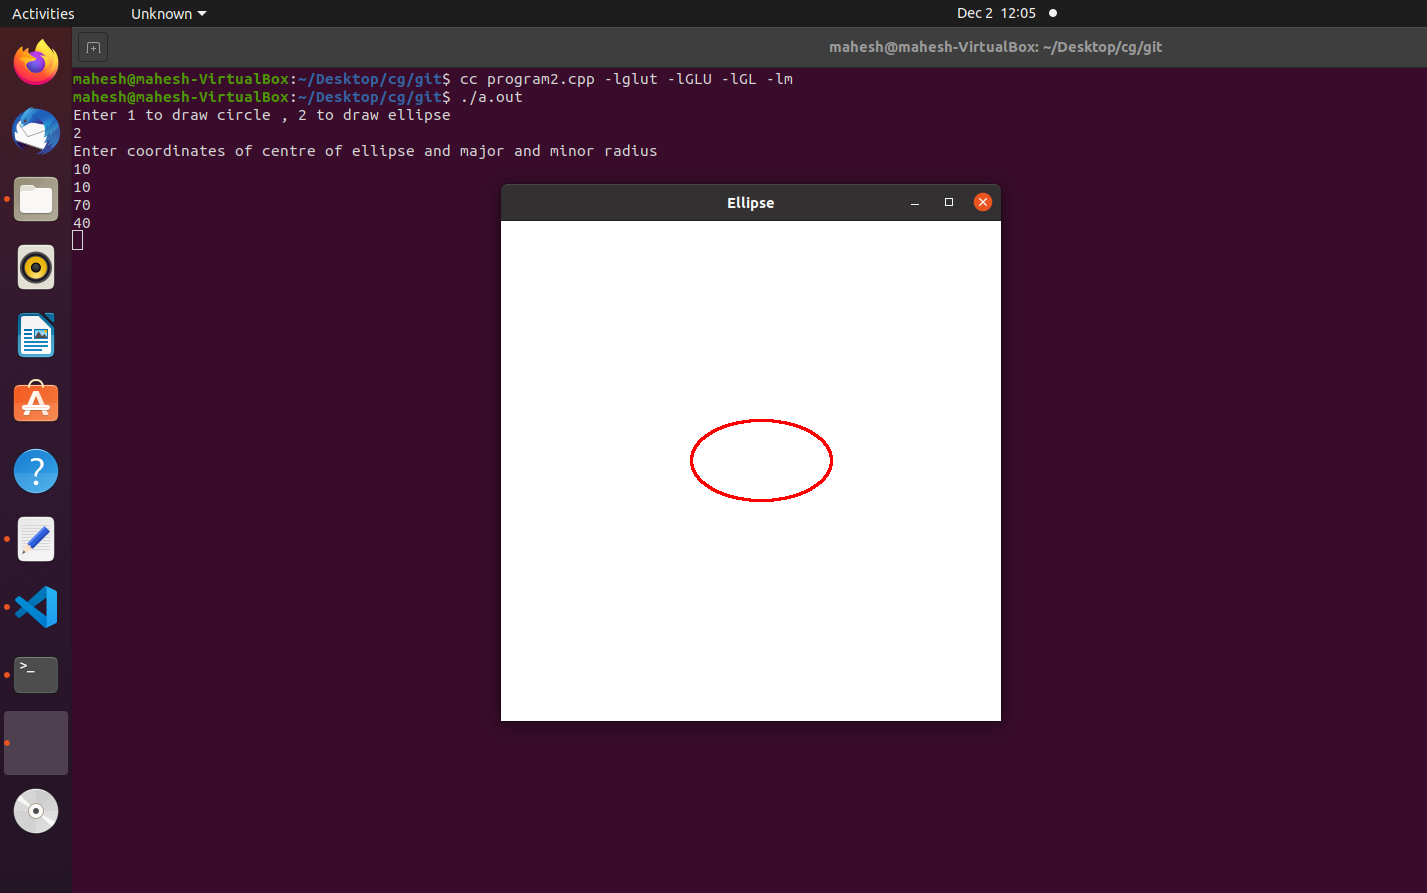 Activities Unknown Dec 2 12:05
mahesh@mahesh-VirtualBox: ~/Desktop/cg/git
mahesh@mahesh-VirtualBox:~/Desktop/cg/git$ cc program2.cpp -lglut -lGLU -lGL -lm
mahesh@mahesh-VirtualBox:~/Desktop/cg/git$ ./a.out
Enter 1 to draw circle , 2 to draw ellipse
2
Enter coordinates of centre of ellipse and major and minor radius
10
10
70
40
Ellipse